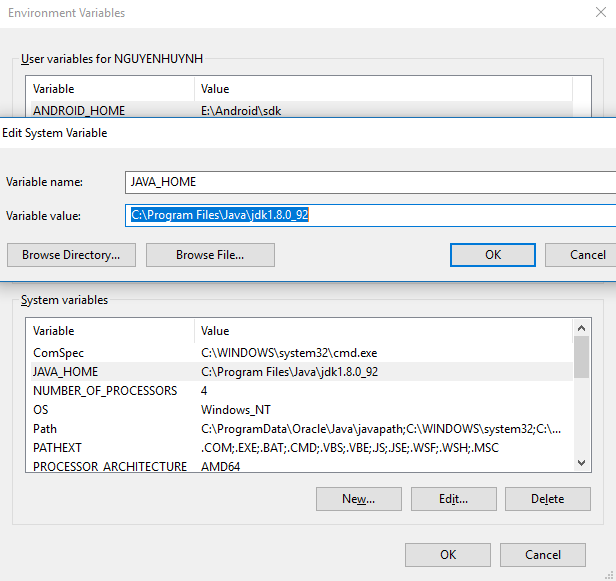 Environment Variables
User variables for NGUYENHUYNH
Variable Value
ANDROID_HOME E:\Android\sdk
Edit System Variable
Variable name: JAVA_HOME
Variable value: C:\Program Files\Java\jdk1.8.0_92
Browse Directory... Browse File... OK Cancel
System variables
Variable Value
ComSpec C:\WINDOWS\system32\cmd.exe
JAVA_HOME C:\Program Files\Java\jdk1.8.0_92
NUMBER_OF_PROCESSORS 4
OS Windows_NT
Path C:\ProgramData\Oracle\Java\javapath;C:\WINDOWS\system32;C:\...
PATHEXT .COM;.EXE;.BAT;.CMD;.VBS;.VBE;.JS;.JSE;.WSF;.WSH;.MSC
PROCESSOR_ARCHITECTURE AMD64
New... Edit... Delete
OK Cancel